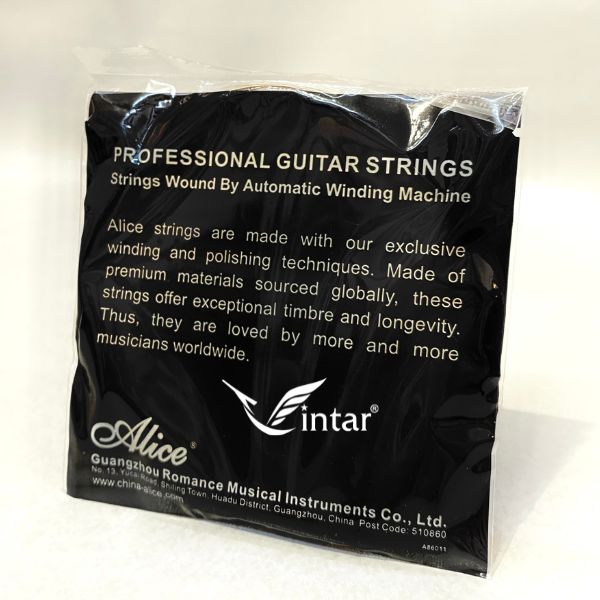 PROFESSIONAL GUITAR STRINGS
Strings Wound By Automatic Winding Machine
Alice strings are made with our exclusive
winding and polishing techniques. Made of
premium materials sourced globally, these
strings offer exceptional timbre and longevity.
Thus, they are loved by more and more
musicians worldwide.
Vintar®
Alice®
Guangzhou Romance Musical Instruments Co., Ltd.
No. 13, Yucai Road, Shiling Town, Huadu District, Guangzhou, China Post Code: 510860
www.china-alice.com
A86011